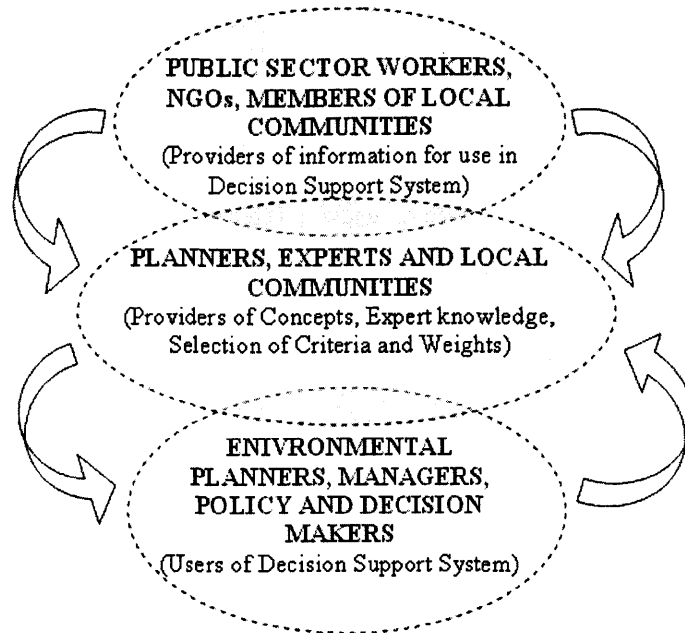 PUBLIC SECTOR WORKERS,
NGOs, MEMBERS OF LOCAL
COMMUNITIES
(Providers of information for use in
Decision Support System)
PLANNERS, EXPERTS AND LOCAL
COMMUNITIES
(Providers of Concepts, Expert knowledge,
Selection of Criteria and Weights)
ENIVRONMENTAL
PLANNERS, MANAGERS,
POLICY AND DECISION
MAKERS
(Users of Decision Support System)